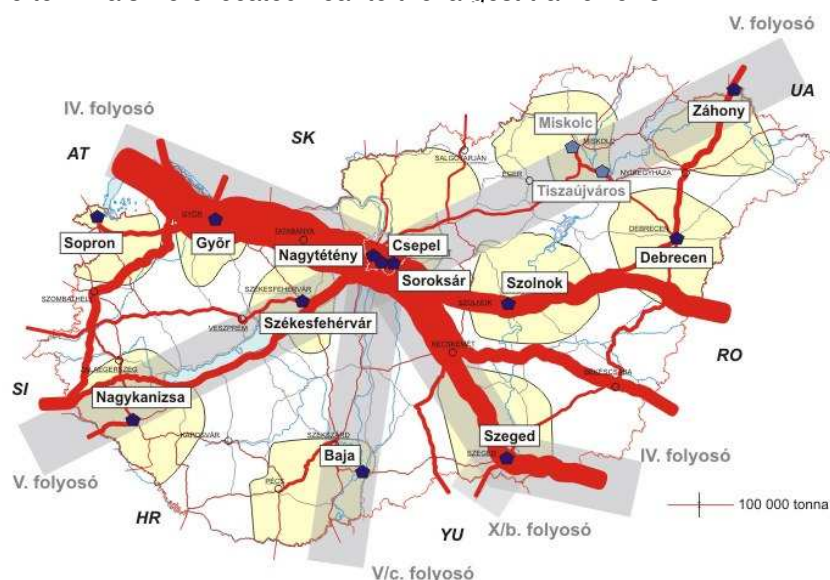 V. folyosó
UA
IV. folyosó
SK
AT
Záhony
Miskolc
MISKOLC
SALGÓTARJÁN
EGER
NYÍREGYHÁZA
Tiszaújváros
Sopron
GYŐR
Győr
Nagytétény
Csepel
Soroksár
DEBRECEN
Debrecen
Szolnok
SZOLNOK
SZOMBATHELY
SZÉKESFEHÉRVÁR
Székesfehérvár
VESZPRÉM
KECSKEMÉT
RO
SI
ZALAEGERSZEG
Nagykanizsa
BÉKÉSCSABA
KAPOSVÁR
SZEKSZÁRD
Baja
Szeged
SZEGED
IV. folyosó
V. folyosó
PÉCS
HR
YU
X/b. folyosó
100 000 tonna
V/c. folyosó